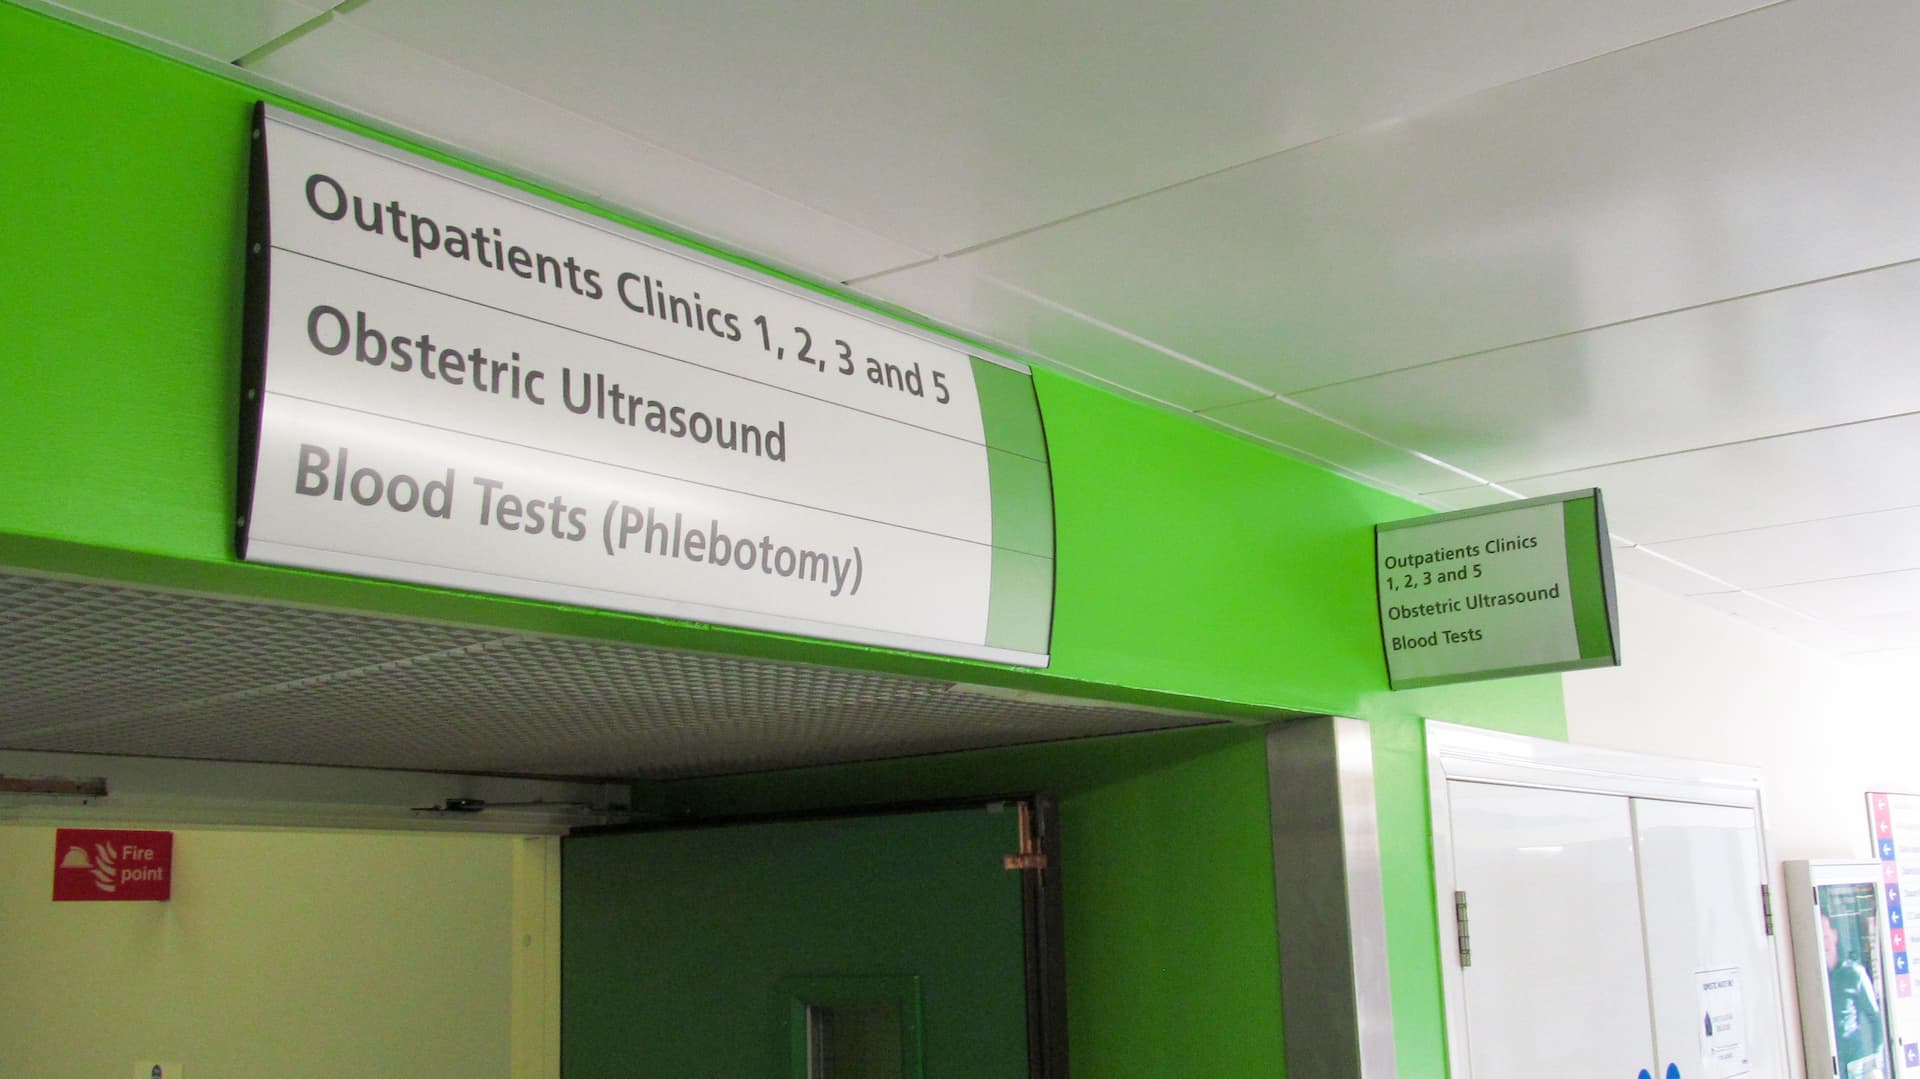 Outpatients Clinics 1, 2, 3 and 5
Obstetric Ultrasound
Blood Tests (Phlebotomy)
Outpatients Clinics
1, 2, 3 and 5
Obstetric Ultrasound
Blood Tests
Fire
point